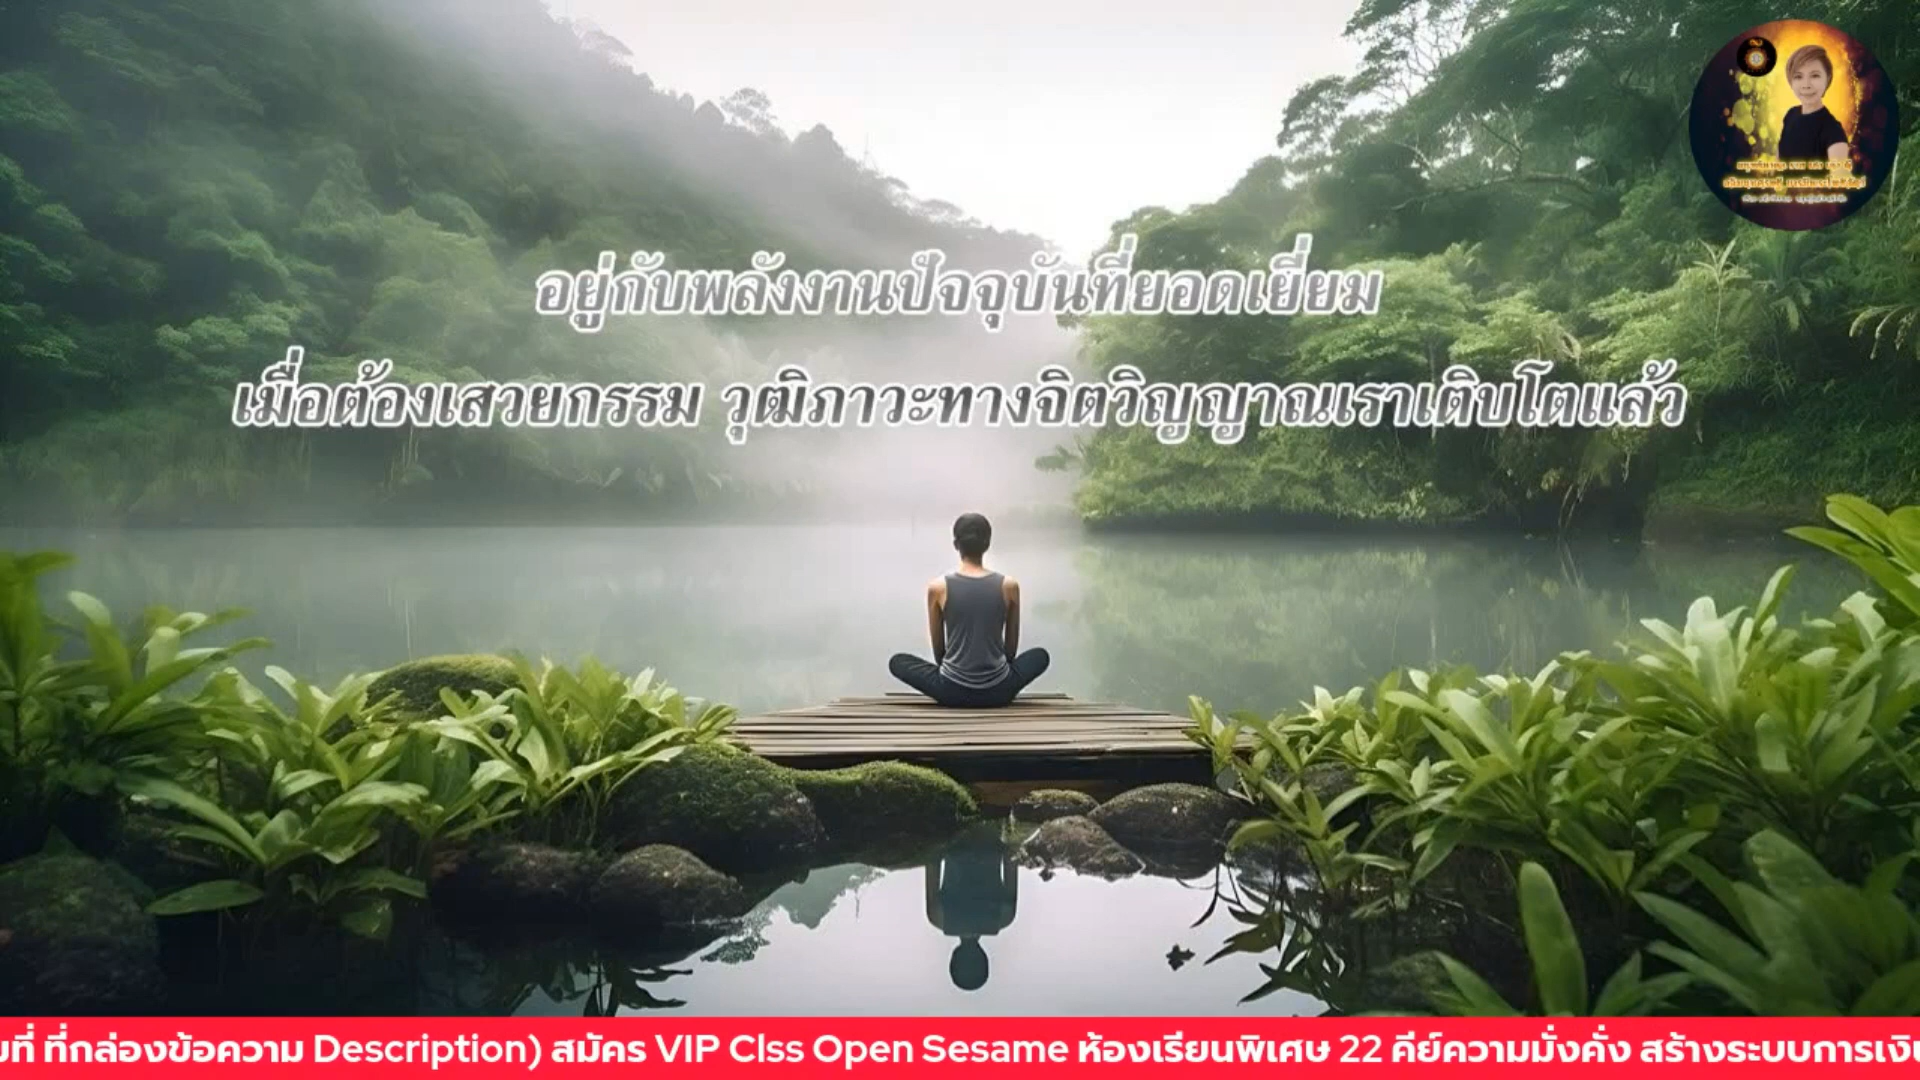 อยู่กับพลังงานปัจจุบันที่ยอดเยี่ยม
เมื่อต้องเสวยกรรม วุฒิภาวะทางจิตวิญญาณเราเติบโตแล้ว
ที่ ที่กล่องข้อความ Description) สมัคร VIP Clss Open Sesame ห้องเรียนพิเศษ 22 คีย์ความมั่งคั่ง สร้างระบบการเงิน